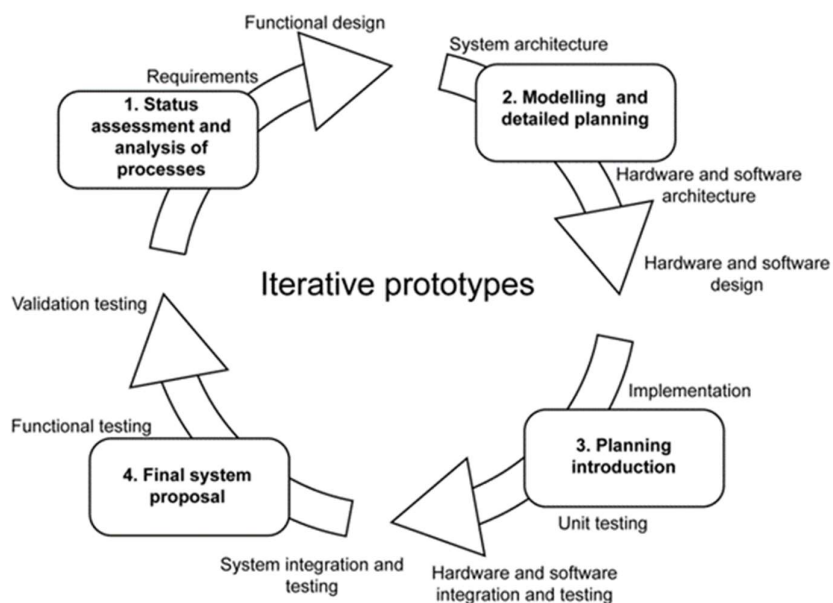 Functional design
System architecture
Requirements
1. Status
assessment and
analysis of
processes
2. Modelling and
detailed planning
Hardware and software
architecture
Hardware and software
design
Iterative prototypes
Validation testing
Implementation
Functional testing
3. Planning
introduction
4. Final system
proposal
Unit testing
System integration and
testing
Hardware and software
integration and testing